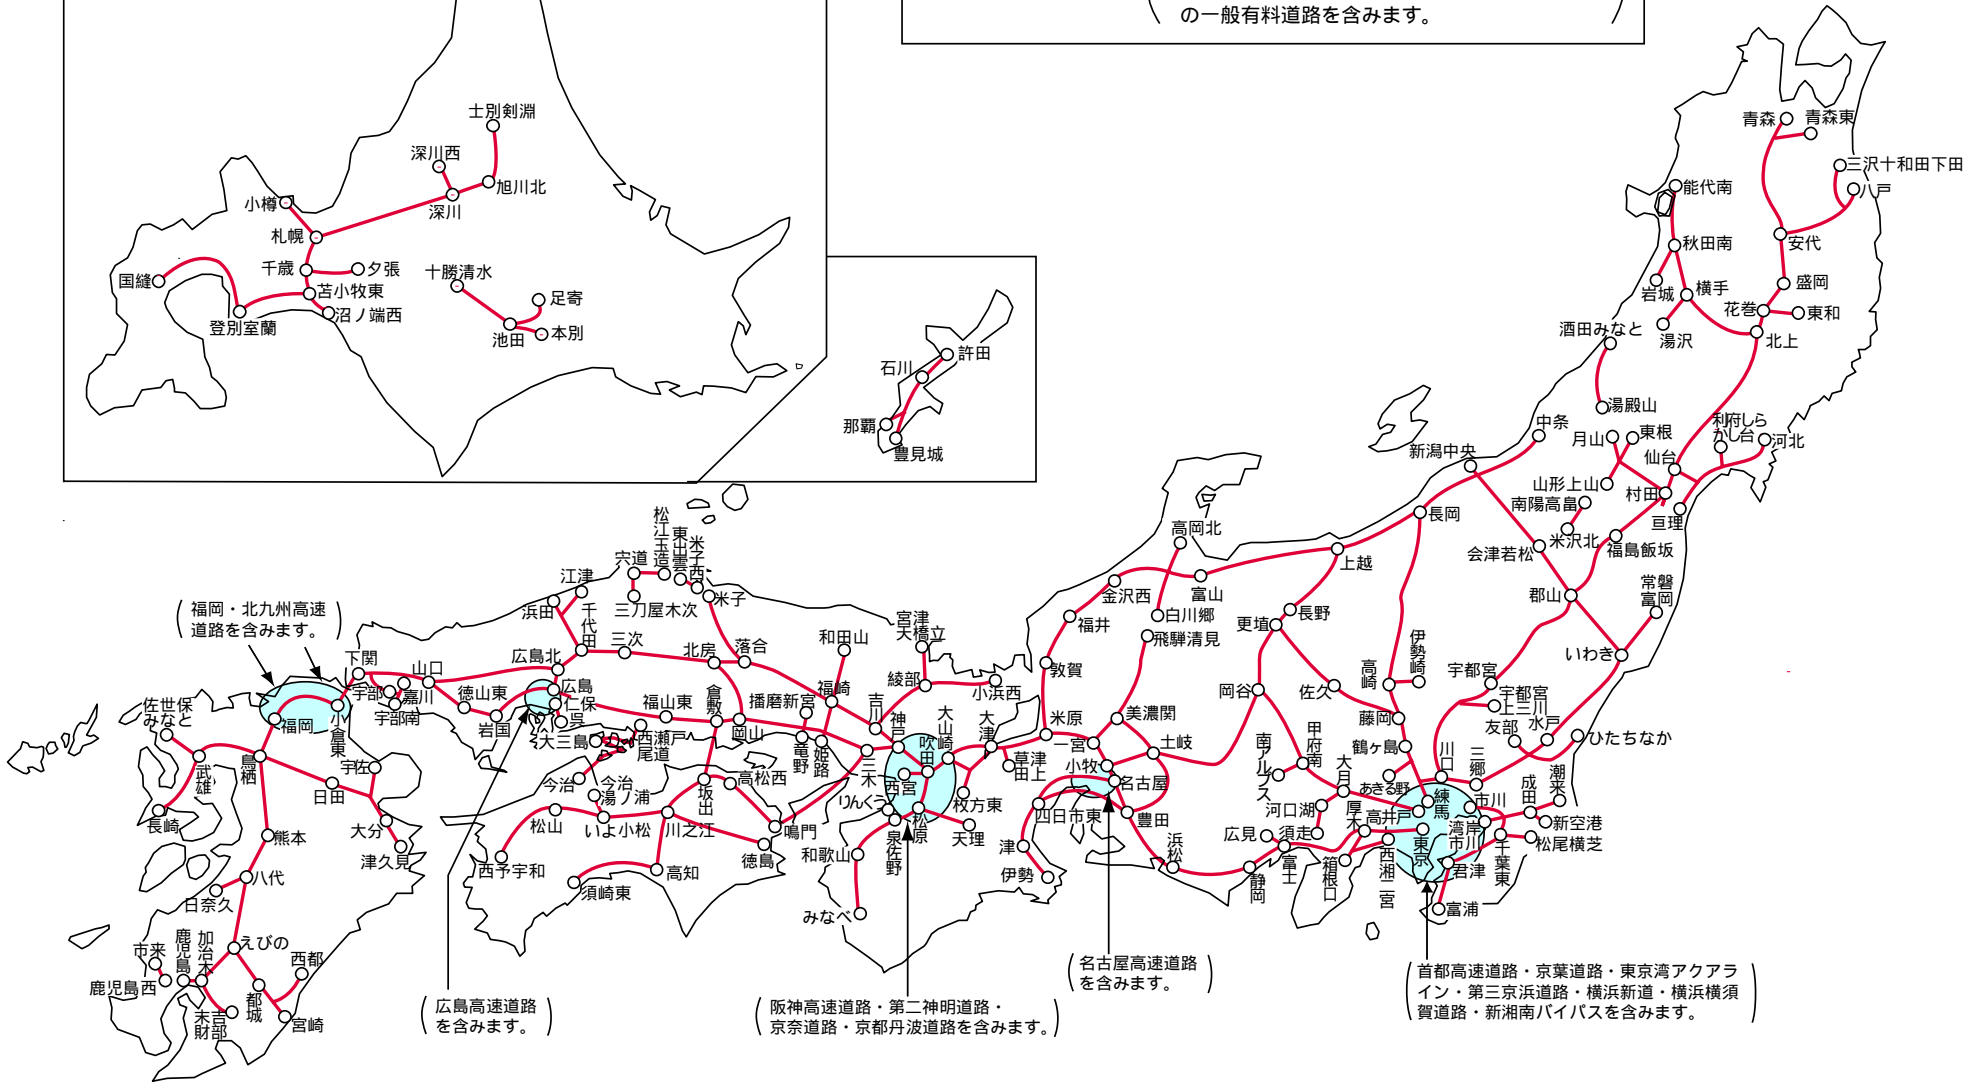 の一般有料道路を含みます。
士別剣淵
深川西
旭川北
深川
小樽
札幌
千歳
夕張
国縫
苫小牧東
沼ノ端西
登別室蘭
十勝清水
足寄
本別
池田
許田
石川
那覇
豊見城
青森
青森東
三沢十和田下田
八戸
能代南
秋田南
安代
岩城
横手
盛岡
花巻
東和
湯沢
北上
酒田みなと
湯殿山
中条
月山
東根
利府しら
かし台
河北
仙台
新潟中央
山形上山
村田
南陽高畠
亘理
米沢北
福島飯坂
長岡
会津若松
常磐
富岡
郡山
いわき
高岡北
上越
富山
金沢西
白川郷
長野
更埴
福井
飛騨清見
伊勢崎
高崎
宇都宮
宇都宮
上三川
敦賀
岡谷
佐久
藤岡
友部
水戸
ひたちなか
美濃関
米原
一宮
土岐
小牧
名古屋
南アルプス
甲府南
大月
鶴ヶ島
川口
三郷
あきる野
練馬
市川
成田
潮来
新空港
松尾横芝
湾岸
市川
千葉東
高井戸
東京
厚木
河口湖
須走
広見
富士
箱根口
西湘二宮
君津
富浦
四日市東
豊田
浜松
静岡
津
伊勢
松江玉造
東出雲
米子西
宍道
三刀屋木次
米子
江津
浜田
千代田
三次
北房
落合
和田山
宮津
天橋立
綾部
小浜西
福岡・北九州高速
道路を含みます。
下関
山口
広島北
広島
仁保
呉
宇部
嘉川
宇部南
徳山東
岩国
福山東
倉敷
岡山
播磨新宮
福崎
吉川
神戸
吹田
大山崎
大津
草津
田上
竜野
姫路
三木
西宮
りんくう
枚方東
松原
天理
泉佐野
和歌山
みなべ
大三島
西瀬戸
尾道
今治
今治
湯ノ浦
坂出
高松西
松山
いよ小松
川之江
鳴門
徳島
西予宇和
高知
須崎東
佐世保
みなと
福岡
小倉東
武雄
鳥栖
宇佐
日田
長崎
大分
熊本
津久見
八代
日奈久
えびの
市来
鹿児島
加治木
西都
鹿児島西
都城
末吉
財部
宮崎
広島高速道路
を含みます。
阪神高速道路・第二神明道路・
京奈道路・京都丹波道路を含みます。
名古屋高速道路
を含みます。
首都高速道路・京葉道路・東京湾アクアラ
イン・第三京浜道路・横浜新道・横浜横須
賀道路・新湘南バイパスを含みます。